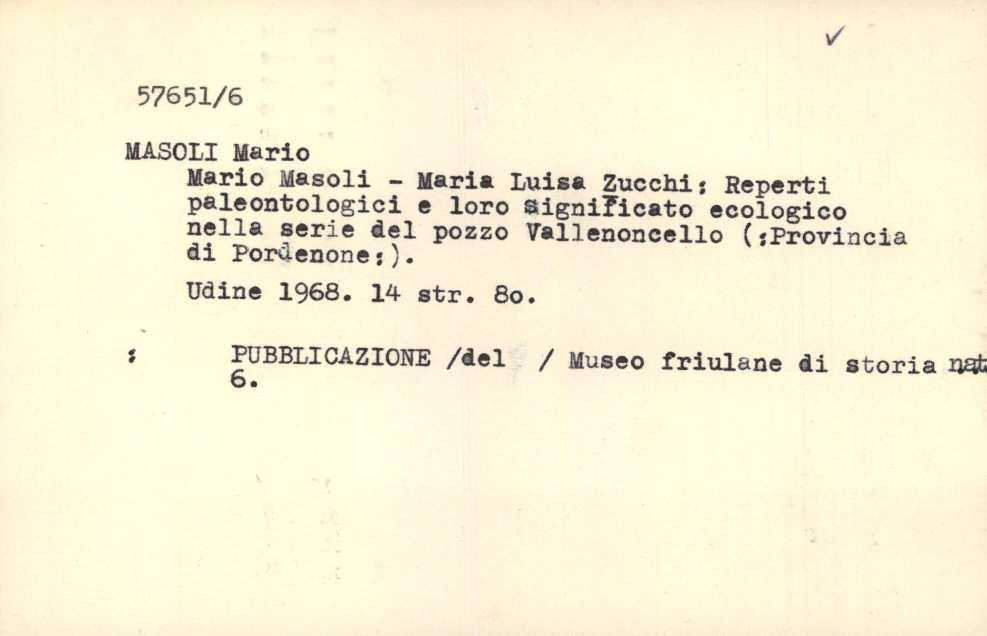 57651/6
MASOLI Mario
Mario Masoli - Maria Luisa Zucchi: Reperti
paleontologici e loro significato ecologico
nella serie del pozzo Vallenoncello (:Provincia
di Pordenone:).
Udine 1968. 14 str. 8o.
: PUBBLICAZIONE /del / Museo friulane di storia nat
6.